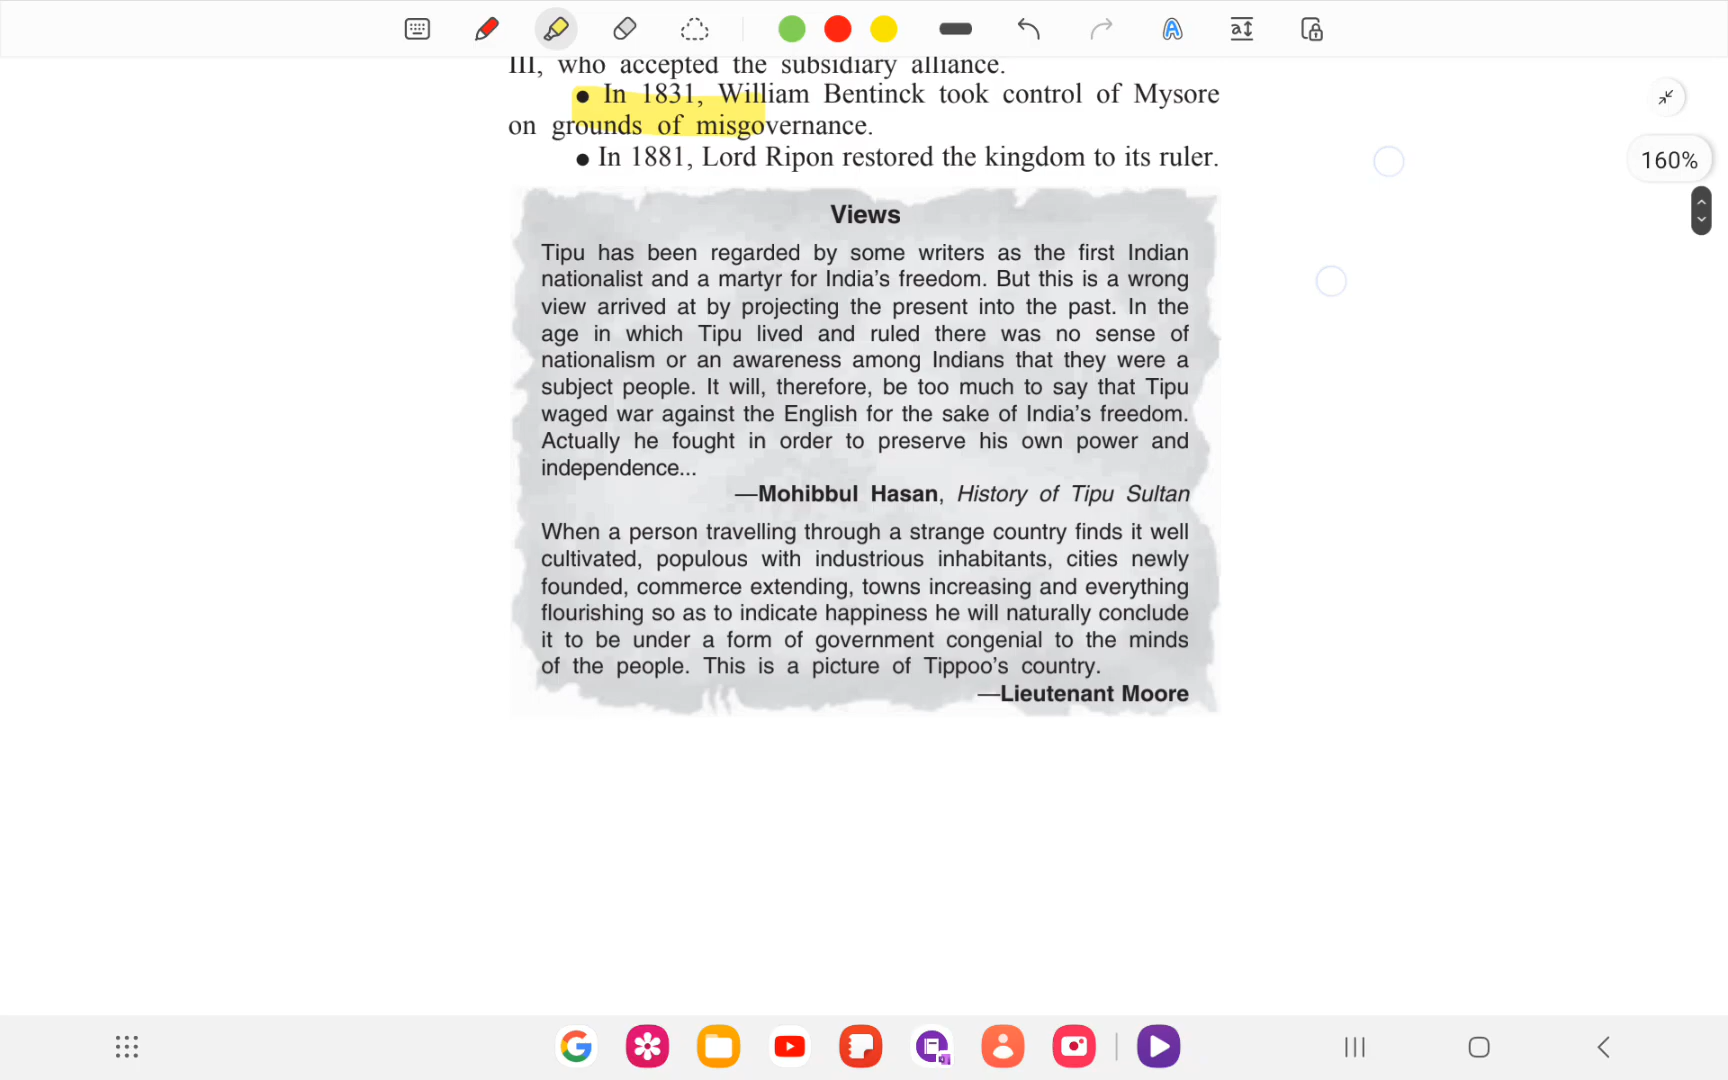 160%
III, who accepted the subsidiary alliance.
● In 1831, William Bentinck took control of Mysore
on grounds of misgovernance.
● In 1881, Lord Ripon restored the kingdom to its ruler.
Views
Tipu has been regarded by some writers as the first Indian
nationalist and a martyr for India’s freedom. But this is a wrong
view arrived at by projecting the present into the past. In the
age in which Tipu lived and ruled there was no sense of
nationalism or an awareness among Indians that they were a
subject people. It will, therefore, be too much to say that Tipu
waged war against the English for the sake of India’s freedom.
Actually he fought in order to preserve his own power and
independence...
—Mohibbul Hasan, History of Tipu Sultan
When a person travelling through a strange country finds it well
cultivated, populous with industrious inhabitants, cities newly
founded, commerce extending, towns increasing and everything
flourishing so as to indicate happiness he will naturally conclude
it to be under a form of government congenial to the minds
of the people. This is a picture of Tippoo’s country.
—Lieutenant Moore